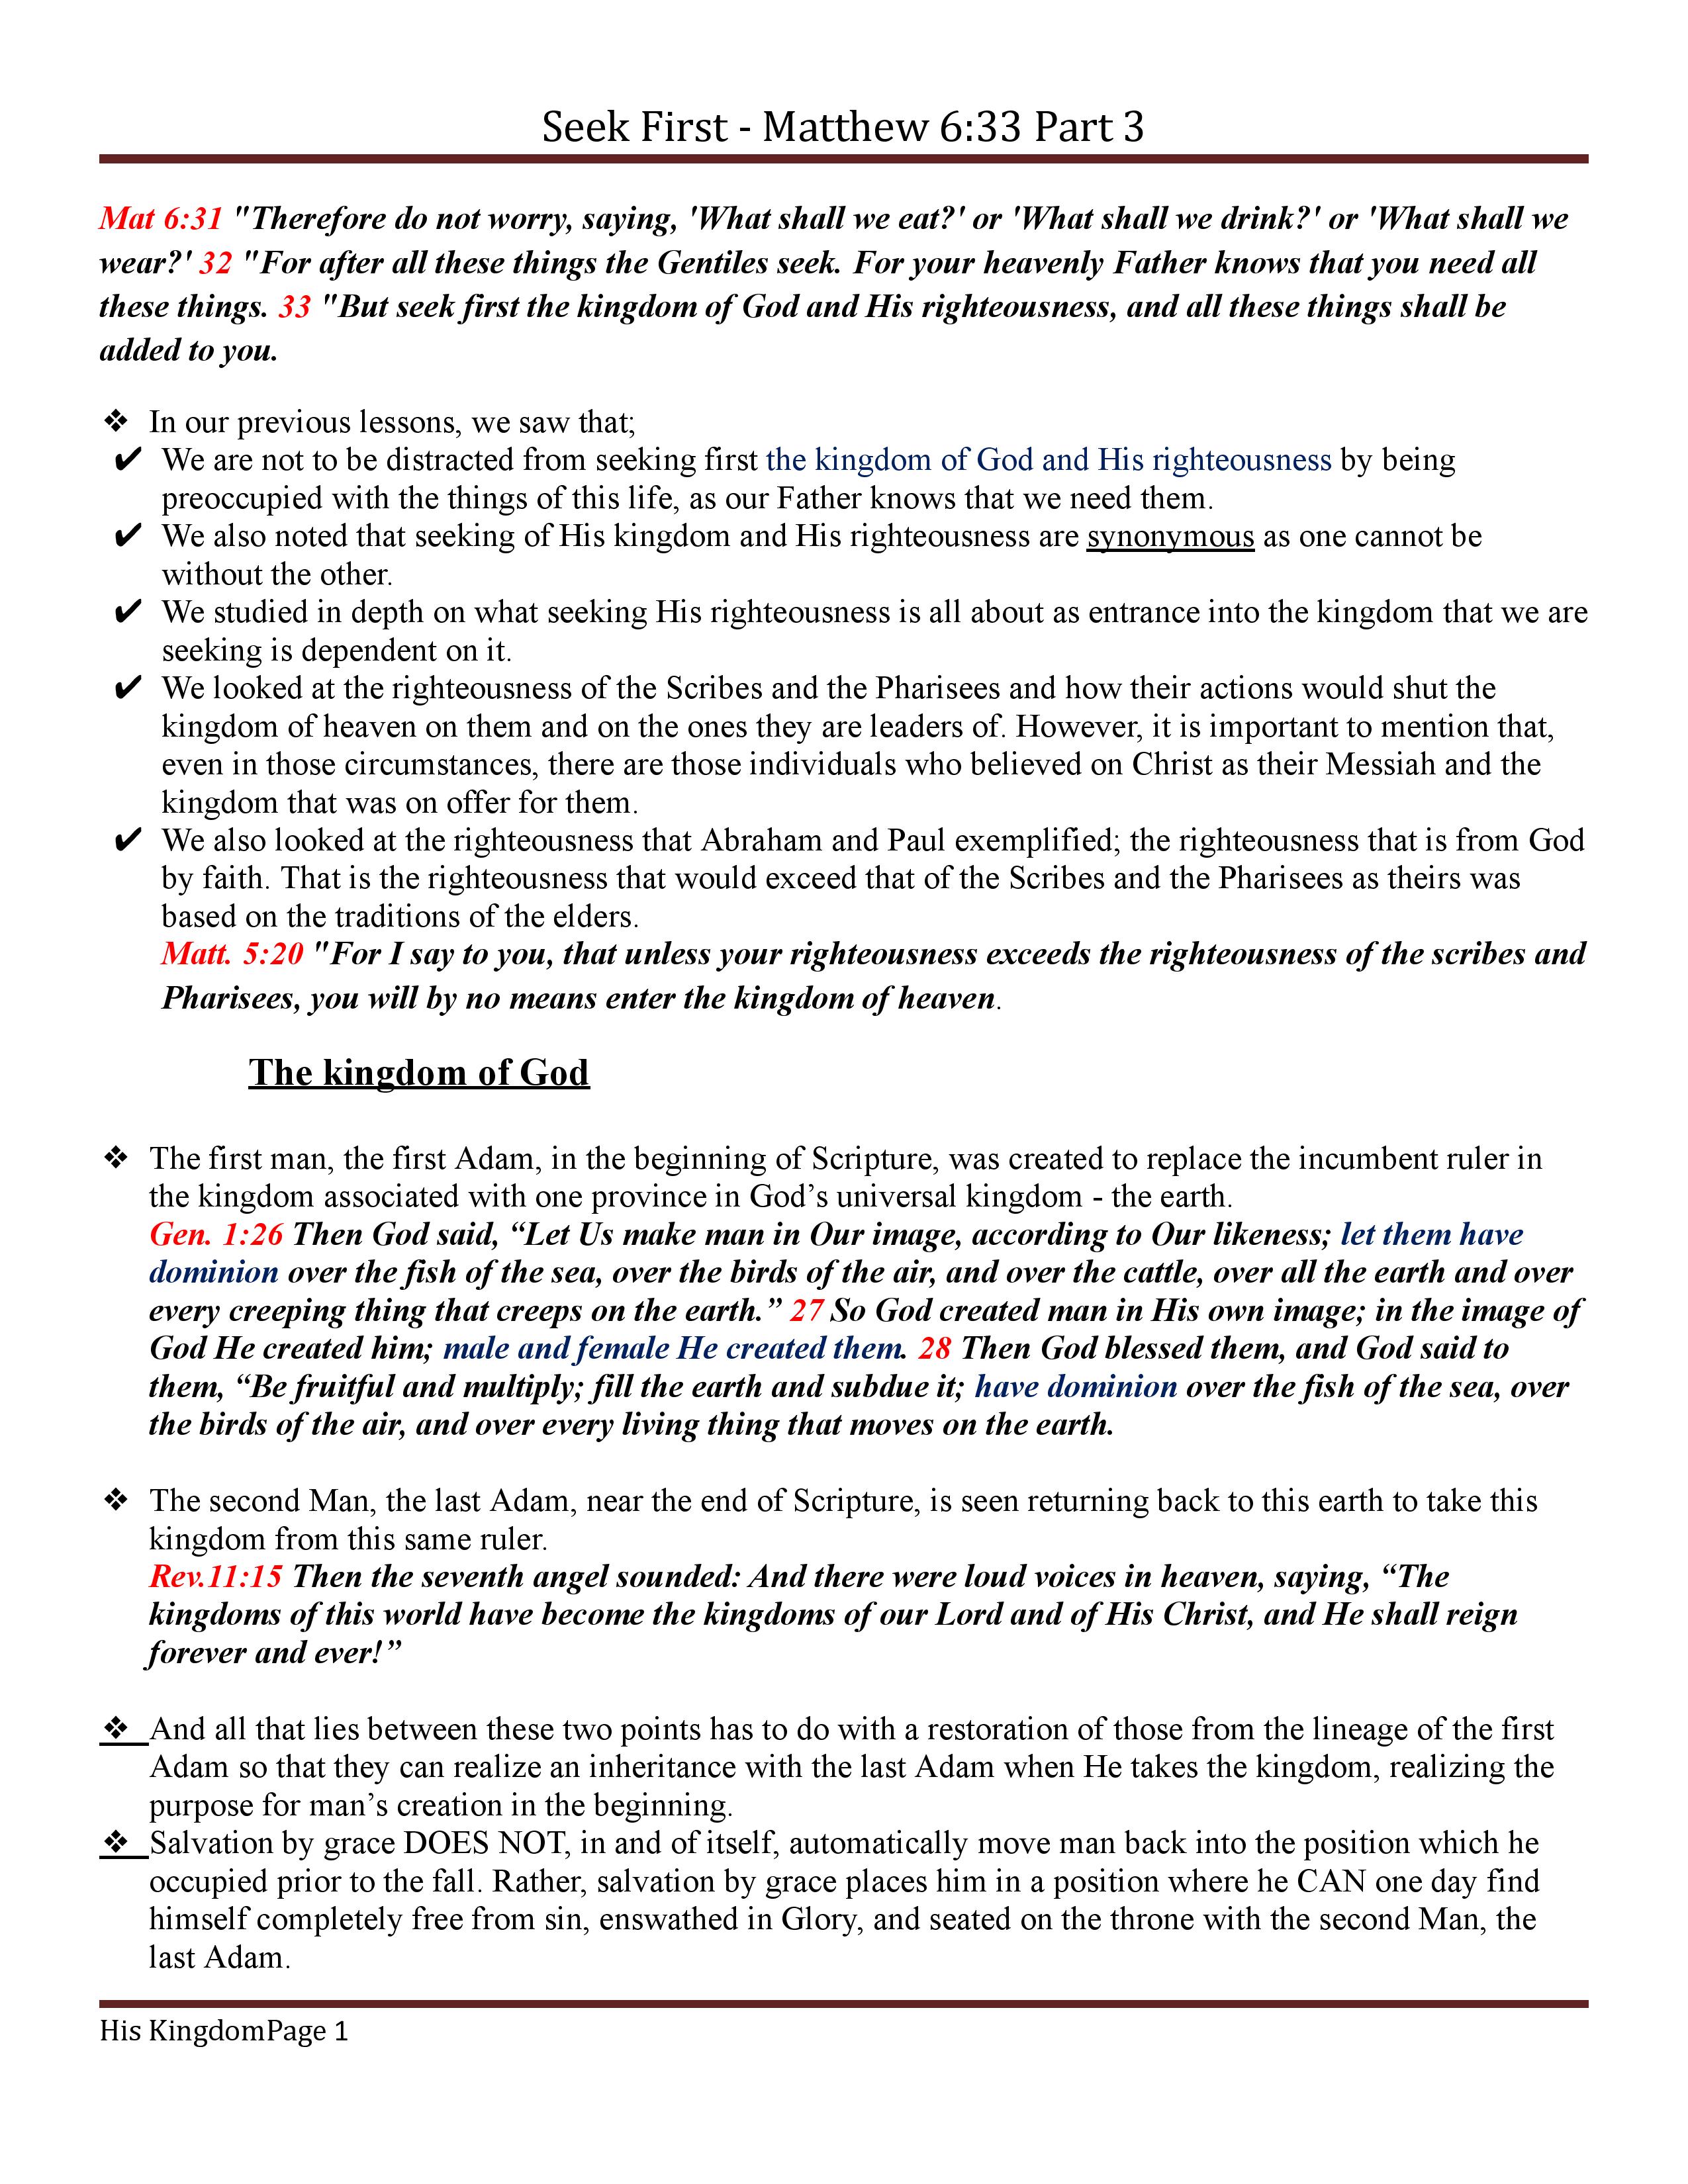 Seek First - Matthew 6:33 Part 3
Mat 6:31 "Therefore do not worry, saying, 'What shall we eat?' or 'What shall we drink?' or 'What shall we
wear?' 32 "For after all these things the Gentiles seek. For your heavenly Father knows that you need all
these things. 33 "But seek first the kingdom of God and His righteousness, and all these things shall be
added to you.
❖ In our previous lessons, we saw that;
✔ We are not to be distracted from seeking first the kingdom of God and His righteousness by being
preoccupied with the things of this life, as our Father knows that we need them.
✔ We also noted that seeking of His kingdom and His righteousness are synonymous as one cannot be
without the other.
✔ We studied in depth on what seeking His righteousness is all about as entrance into the kingdom that we are
seeking is dependent on it.
✔ We looked at the righteousness of the Scribes and the Pharisees and how their actions would shut the
kingdom of heaven on them and on the ones they are leaders of. However, it is important to mention that,
even in those circumstances, there are those individuals who believed on Christ as their Messiah and the
kingdom that was on offer for them.
✔ We also looked at the righteousness that Abraham and Paul exemplified; the righteousness that is from God
by faith. That is the righteousness that would exceed that of the Scribes and the Pharisees as theirs was
based on the traditions of the elders.
Matt. 5:20 "For I say to you, that unless your righteousness exceeds the righteousness of the scribes and
Pharisees, you will by no means enter the kingdom of heaven.
The kingdom of God
❖ The first man, the first Adam, in the beginning of Scripture, was created to replace the incumbent ruler in
the kingdom associated with one province in God’s universal kingdom - the earth.
Gen. 1:26 Then God said, “Let Us make man in Our image, according to Our likeness; let them have
dominion over the fish of the sea, over the birds of the air, and over the cattle, over all the earth and over
every creeping thing that creeps on the earth.” 27 So God created man in His own image; in the image of
God He created him; male and female He created them. 28 Then God blessed them, and God said to
them, “Be fruitful and multiply; fill the earth and subdue it; have dominion over the fish of the sea, over
the birds of the air, and over every living thing that moves on the earth.
❖ The second Man, the last Adam, near the end of Scripture, is seen returning back to this earth to take this
kingdom from this same ruler.
Rev.11:15 Then the seventh angel sounded: And there were loud voices in heaven, saying, “The
kingdoms of this world have become the kingdoms of our Lord and of His Christ, and He shall reign
forever and ever!”
❖ And all that lies between these two points has to do with a restoration of those from the lineage of the first
Adam so that they can realize an inheritance with the last Adam when He takes the kingdom, realizing the
purpose for man’s creation in the beginning.
❖ Salvation by grace DOES NOT, in and of itself, automatically move man back into the position which he
occupied prior to the fall. Rather, salvation by grace places him in a position where he CAN one day find
himself completely free from sin, enswathed in Glory, and seated on the throne with the second Man, the
last Adam.
His KingdomPage 1